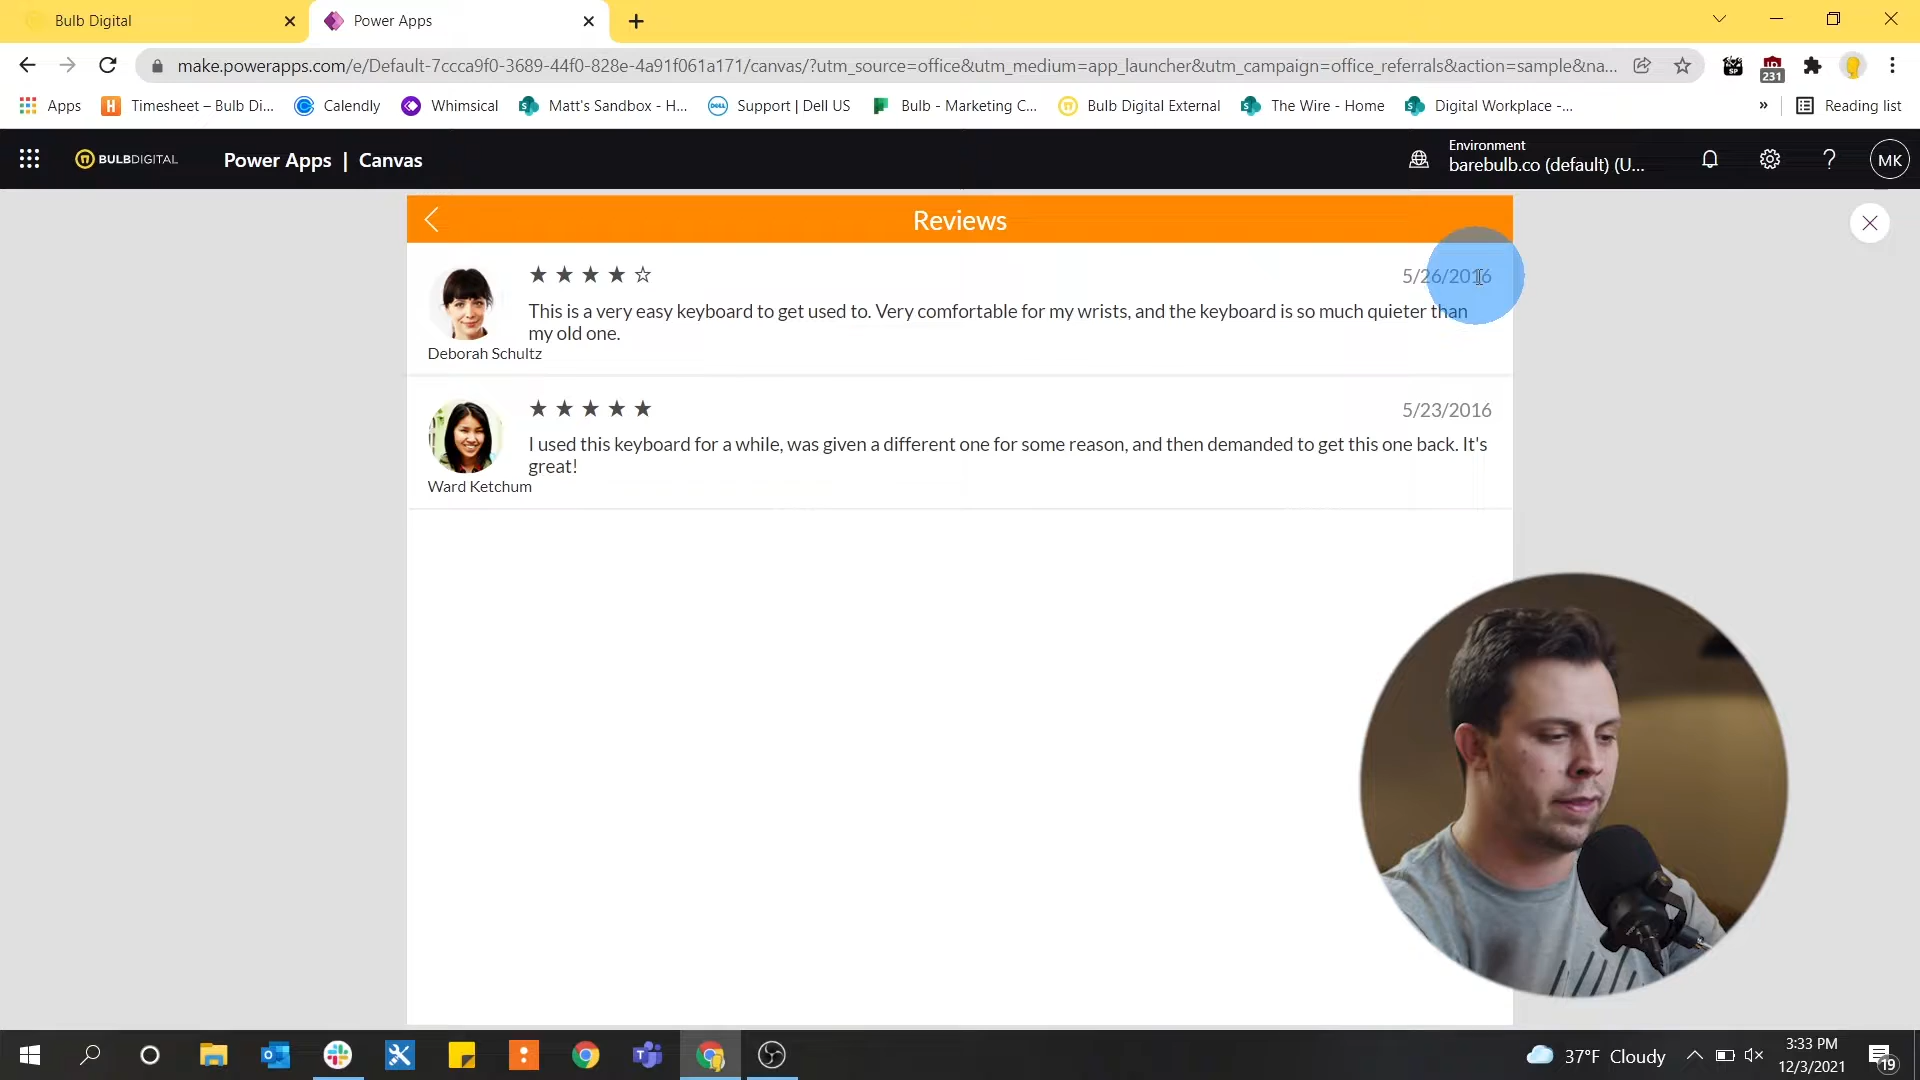 Bulb Digital
Power Apps
make.powerapps.com/e/Default-7ccca9f0-3689-44f0-828e-4a91f061a171/canvas/?utm_source=office&utm_medium=app_launcher&utm_campaign=office_referrals&action=sample&na...
231
Apps
Timesheet – Bulb Di...
Calendly
Whimsical
Matt's Sandbox - H...
DELL
Support | Dell US
Bulb - Marketing C...
Bulb Digital External
The Wire - Home
Digital Workplace -...
»
Reading list
BULBDIGITAL
Power Apps | Canvas
Environment
barebulb.co (default) (U...
?
MK
Reviews
5/26/2016
This is a very easy keyboard to get used to. Very comfortable for my wrists, and the keyboard is so much quieter than
my old one.
Deborah Schultz
5/23/2016
I used this keyboard for a while, was given a different one for some reason, and then demanded to get this one back. It's
great!
Ward Ketchum
37°F Cloudy
3:33 PM
12/3/2021
19